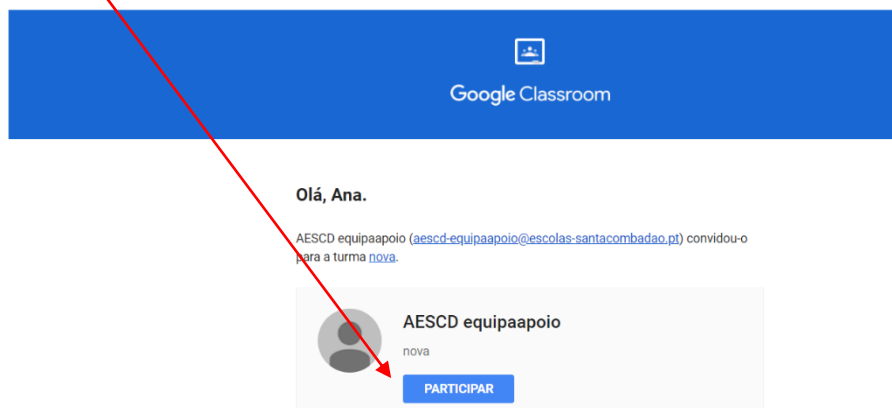 Google Classroom
Olá, Ana.
AESCD equipaapoio (aescd-equipaapoio@escolas-santacombadao.pt) convidou-o
para a turma nova.
AESCD equipaapoio
nova
PARTICIPAR